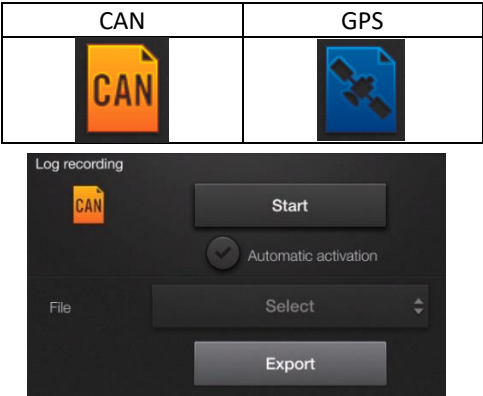 CAN GPS
CAN
Log recording
CAN Start
Automatic activation
File Select
Export